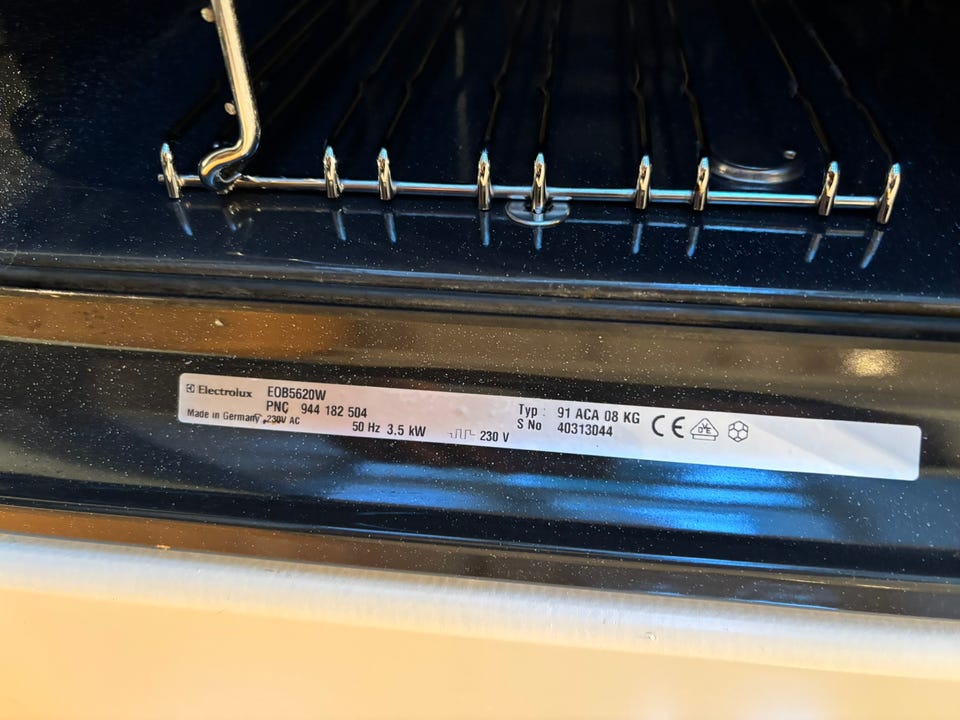 Electrolux EOB5620W
PNC 944 182 504
Made in Germany 230V AC
50 Hz 3.5 kW 230 V
Typ : 91 ACA 08 KG
S No 40313044
CE
VDE